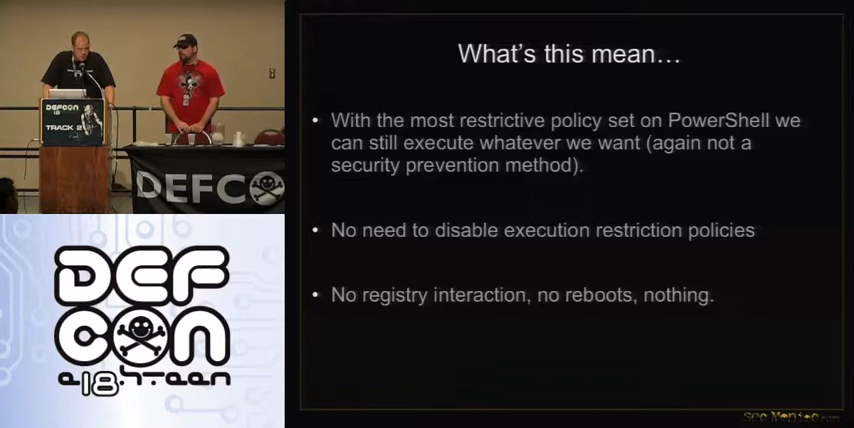 DEFCON
18
TRACK 2
DEFCO
DEF
CON
e18.hteen
What's this mean…
• With the most restrictive policy set on PowerShell we
can still execute whatever we want (again not a
security prevention method).
• No need to disable execution restriction policies
• No registry interaction, no reboots, nothing.